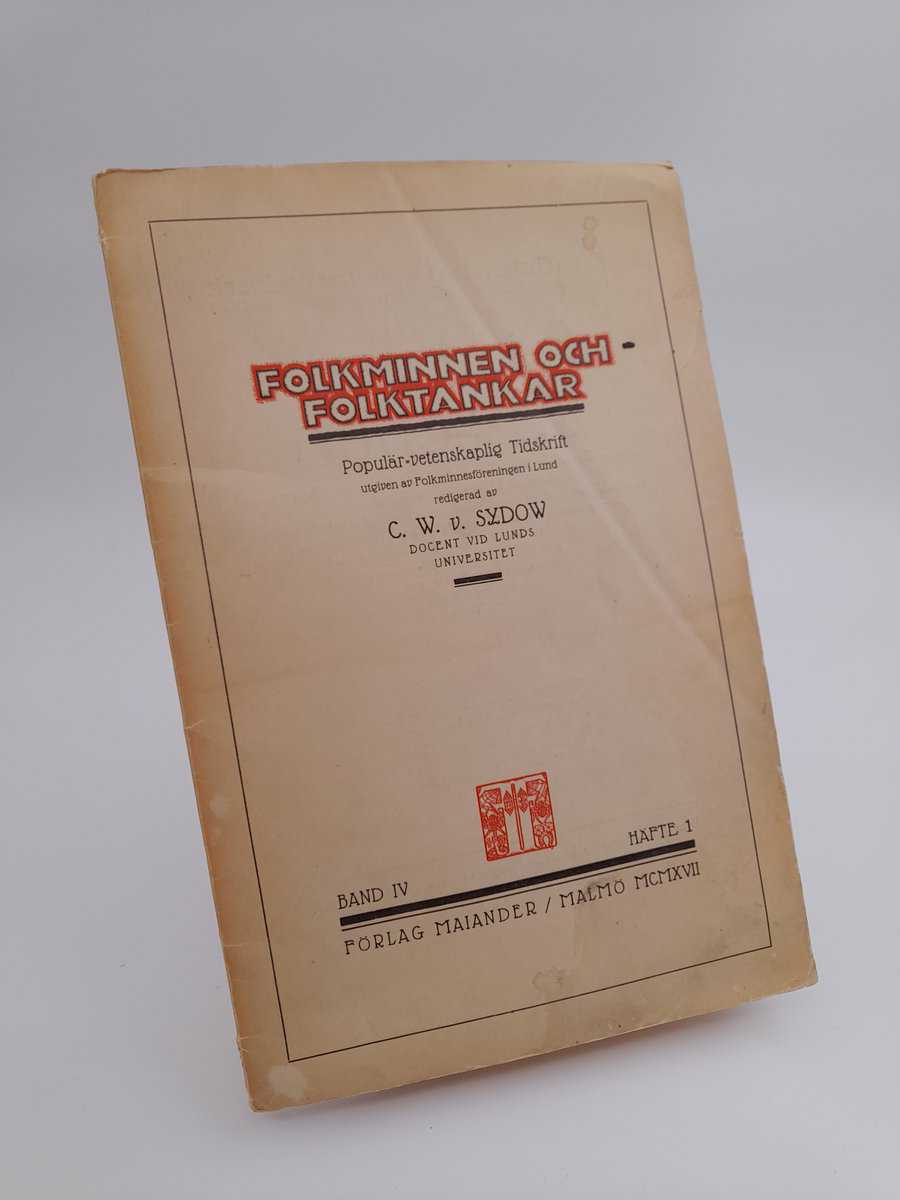 FOLKMINNEN OCH
FOLKTANKAR
Populär-vetenskaplig Tidskrift
utgiven av Folkminnesföreningen i Lund
redigerad av
C. W. v. SYDOW
DOCENT VID LUNDS
UNIVERSITET
BAND IV HÄFTE 1
FÖRLAG MAIANDER / MALMÖ MCMXVII